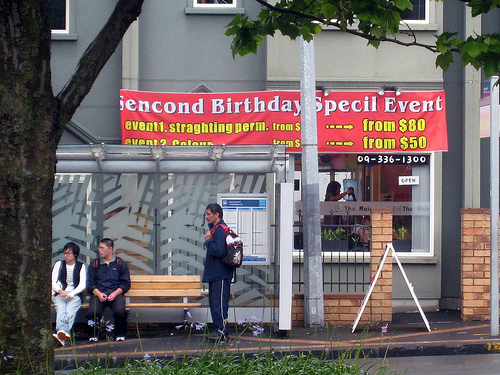 Sencond Birthday Specil Event
event1. straghting perm. from $ ----→ from $80
event2. Colour from $ ----→ from $50
09-336-1300
OPEN
The